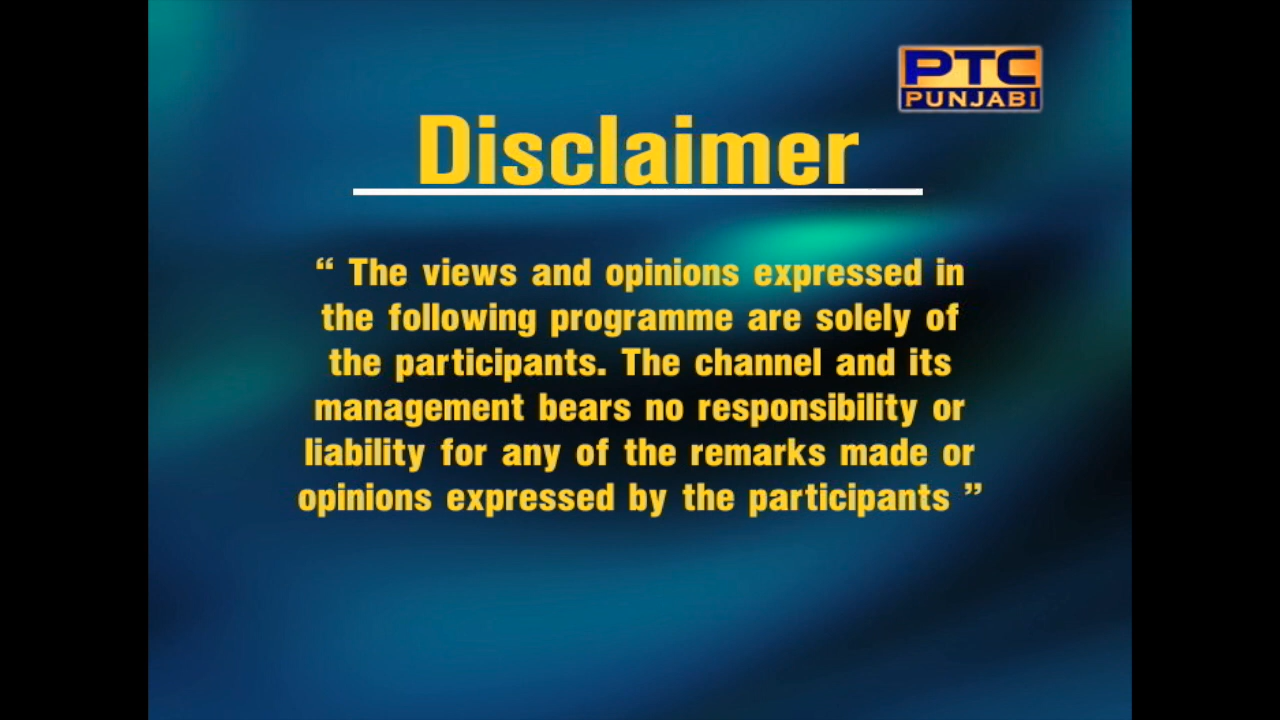 PTC
PUNJABI
Disclaimer
“ The views and opinions expressed in
the following programme are solely of
the participants. The channel and its
management bears no responsibility or
liability for any of the remarks made or
opinions expressed by the participants ”